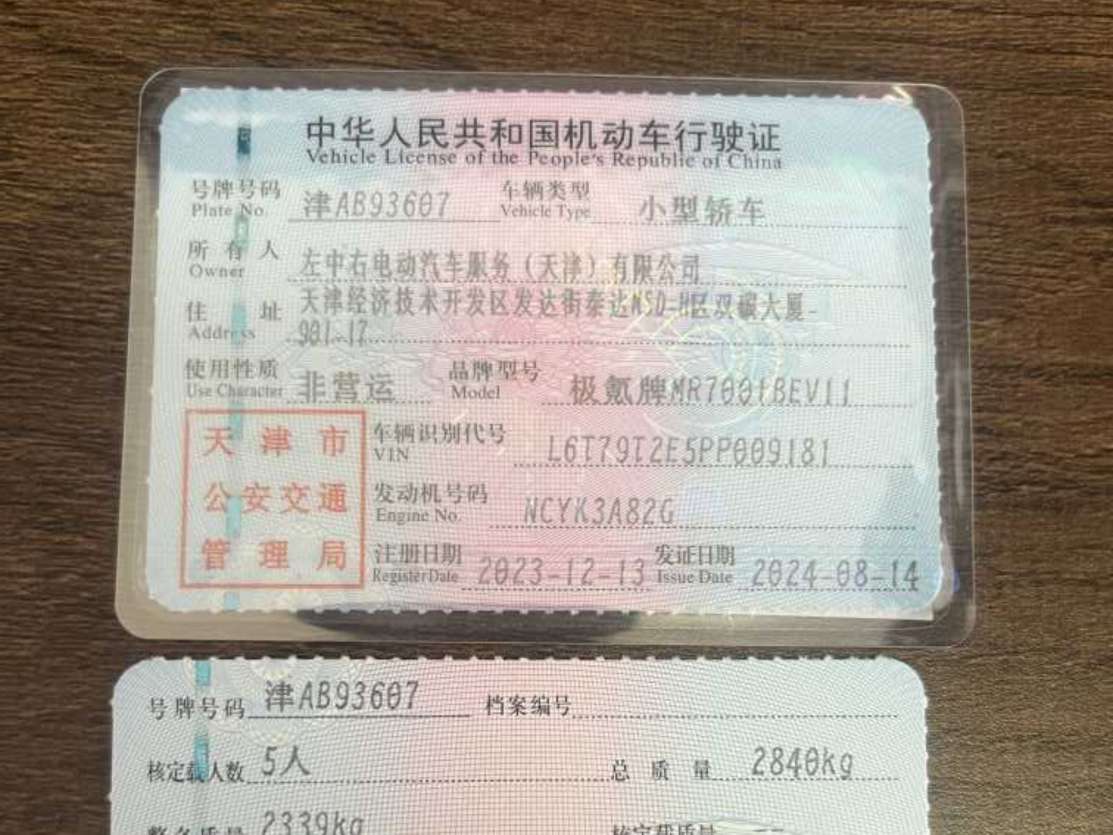 中华人民共和国机动车行驶证
Vehicle License of the People's Republic of China
号牌号码 津AB93607 车辆类型 小型轿车
Plate No. Vehicle Type
所有人 左中右电动汽车服务（天津）有限公司
Owner
住址 天津经济技术开发区发达街泰达MSD-H区双碳大厦-
Address 901-17
使用性质 非营运 品牌型号 极氪牌MR7001BEV11
Use Character Model
天津市
公安交通
管理局
车辆识别代号 L6T79T2E5PP009181
VIN
发动机号码 NCYK3A82G
Engine No.
注册日期 2023-12-13 发证日期 2024-08-14
Register Date Issue Date
号牌号码 津AB93607 档案编号
核定载人数 5人 总质量 2840kg
整备质量 2339kg 核定载质量 --